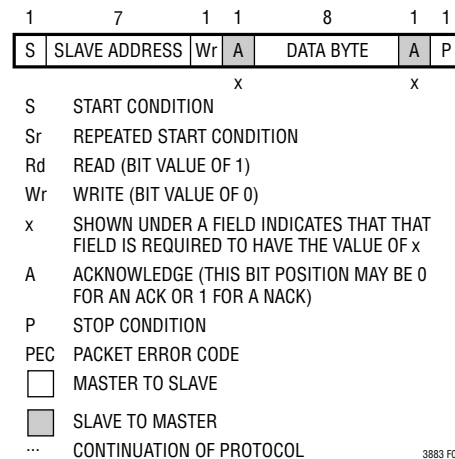 1 7 1 1 8 1 1
S SLAVE ADDRESS Wr A DATA BYTE A P
x x
S START CONDITION
Sr REPEATED START CONDITION
Rd READ (BIT VALUE OF 1)
Wr WRITE (BIT VALUE OF 0)
x SHOWN UNDER A FIELD INDICATES THAT THAT
FIELD IS REQUIRED TO HAVE THE VALUE OF x
A ACKNOWLEDGE (THIS BIT POSITION MAY BE 0
FOR AN ACK OR 1 FOR A NACK)
P STOP CONDITION
PEC PACKET ERROR CODE
MASTER TO SLAVE
SLAVE TO MASTER
... CONTINUATION OF PROTOCOL
3883 F0